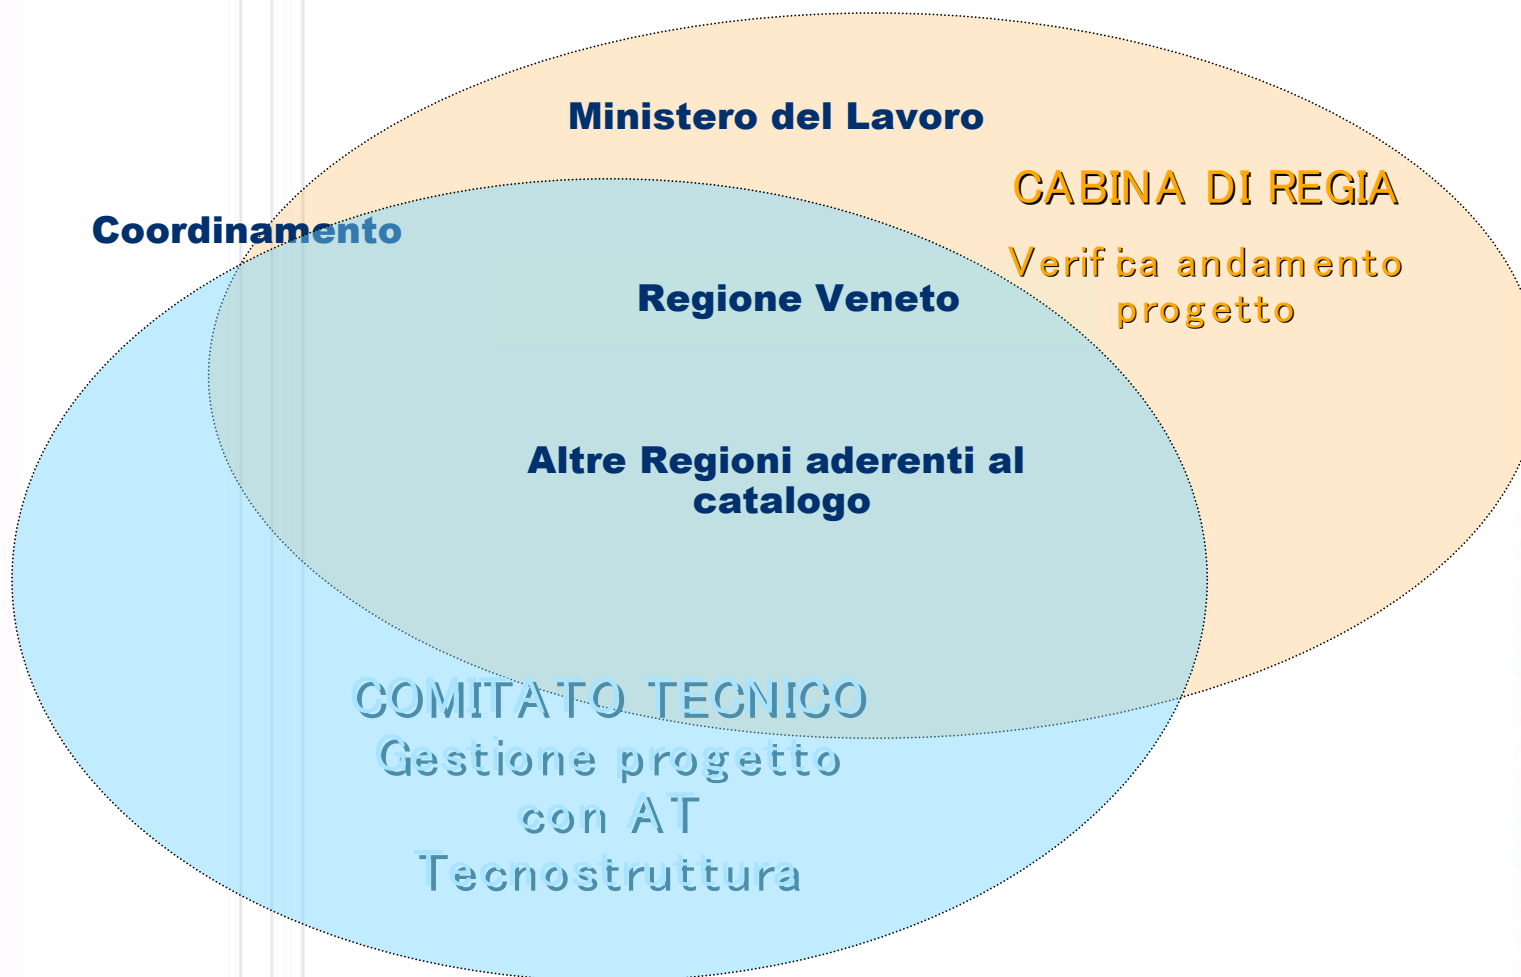 Ministero del Lavoro
CABINA DI REGIA
Coordinamento
Verifica andamento
progetto
Regione Veneto
Altre Regioni aderenti al
catalogo
COMITATO TECNICO
Gestione progetto
con AT
Tecnostruttura